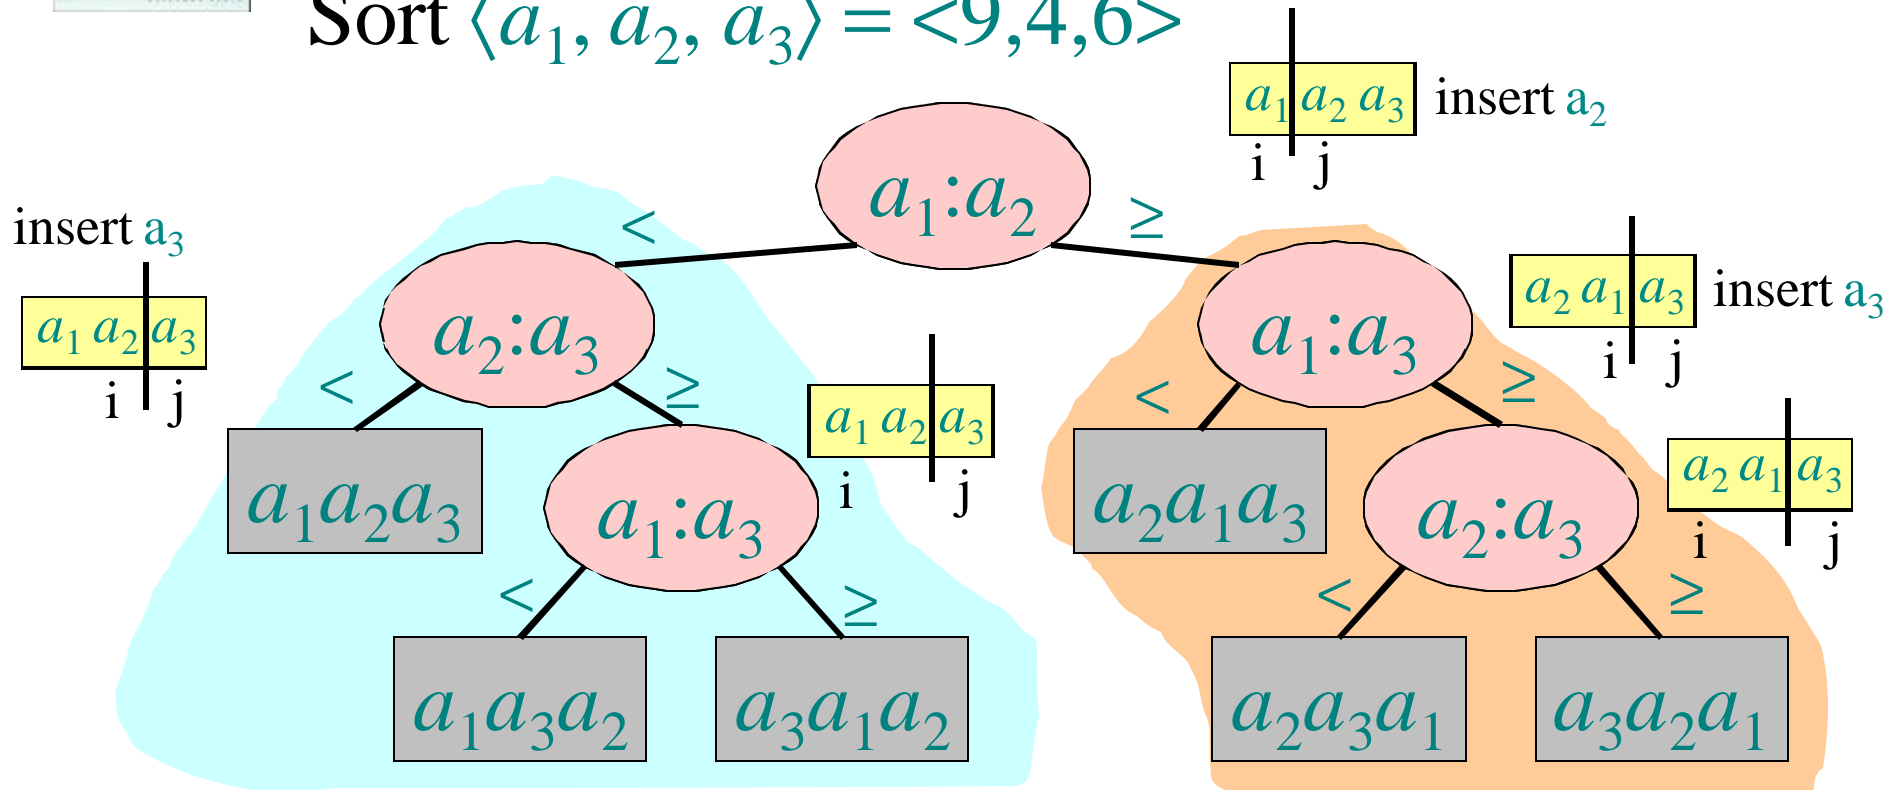 Sort ⟨a₁, a₂, a₃⟩ = <9,4,6>
a₁ a₂ a₃ insert a₂
i j
a₁:a₂
< ≥
insert a₃
a₁ a₂ a₃
i j
a₂:a₃
< ≥
a₁a₂a₃
a₁ a₂ a₃
i j
a₁:a₃
< ≥
a₁a₃a₂
a₃a₁a₂
a₂ a₁ a₃ insert a₃
i j
a₁:a₃
< ≥
a₂a₁a₃
a₂ a₁ a₃
i j
a₂:a₃
< ≥
a₂a₃a₁
a₃a₂a₁